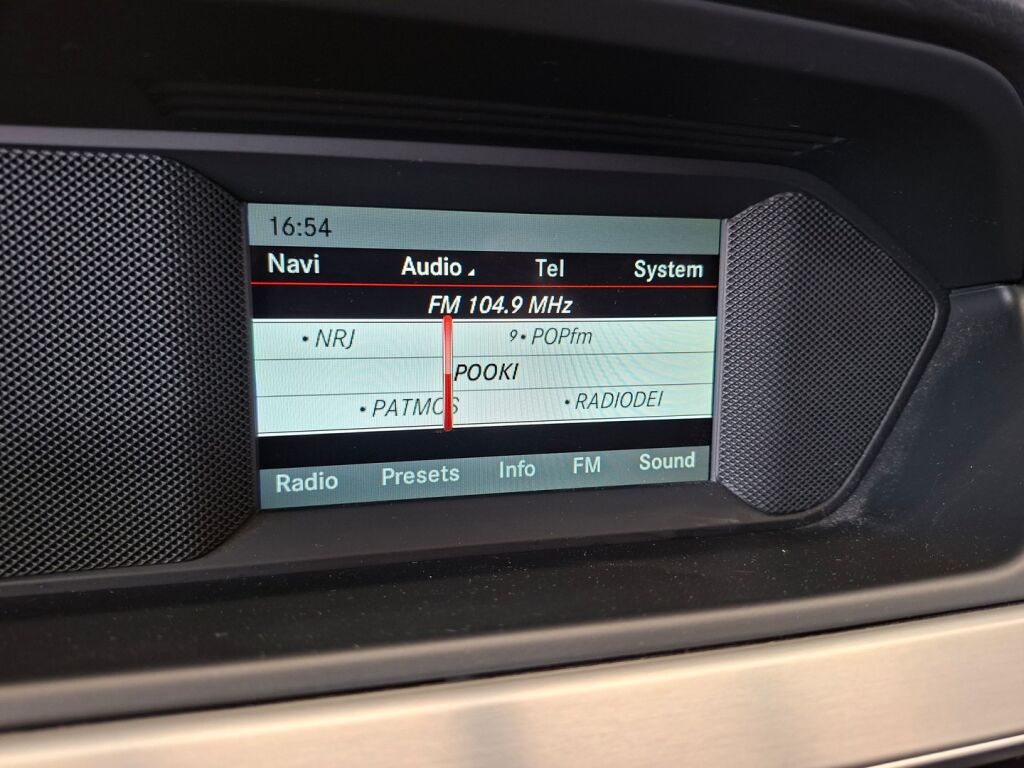 16:54
Navi Audio Tel System
FM 104.9 MHz
• NRJ 9• POPfm
POOKI
• PATMOS • RADIODEI
Radio Presets Info FM Sound